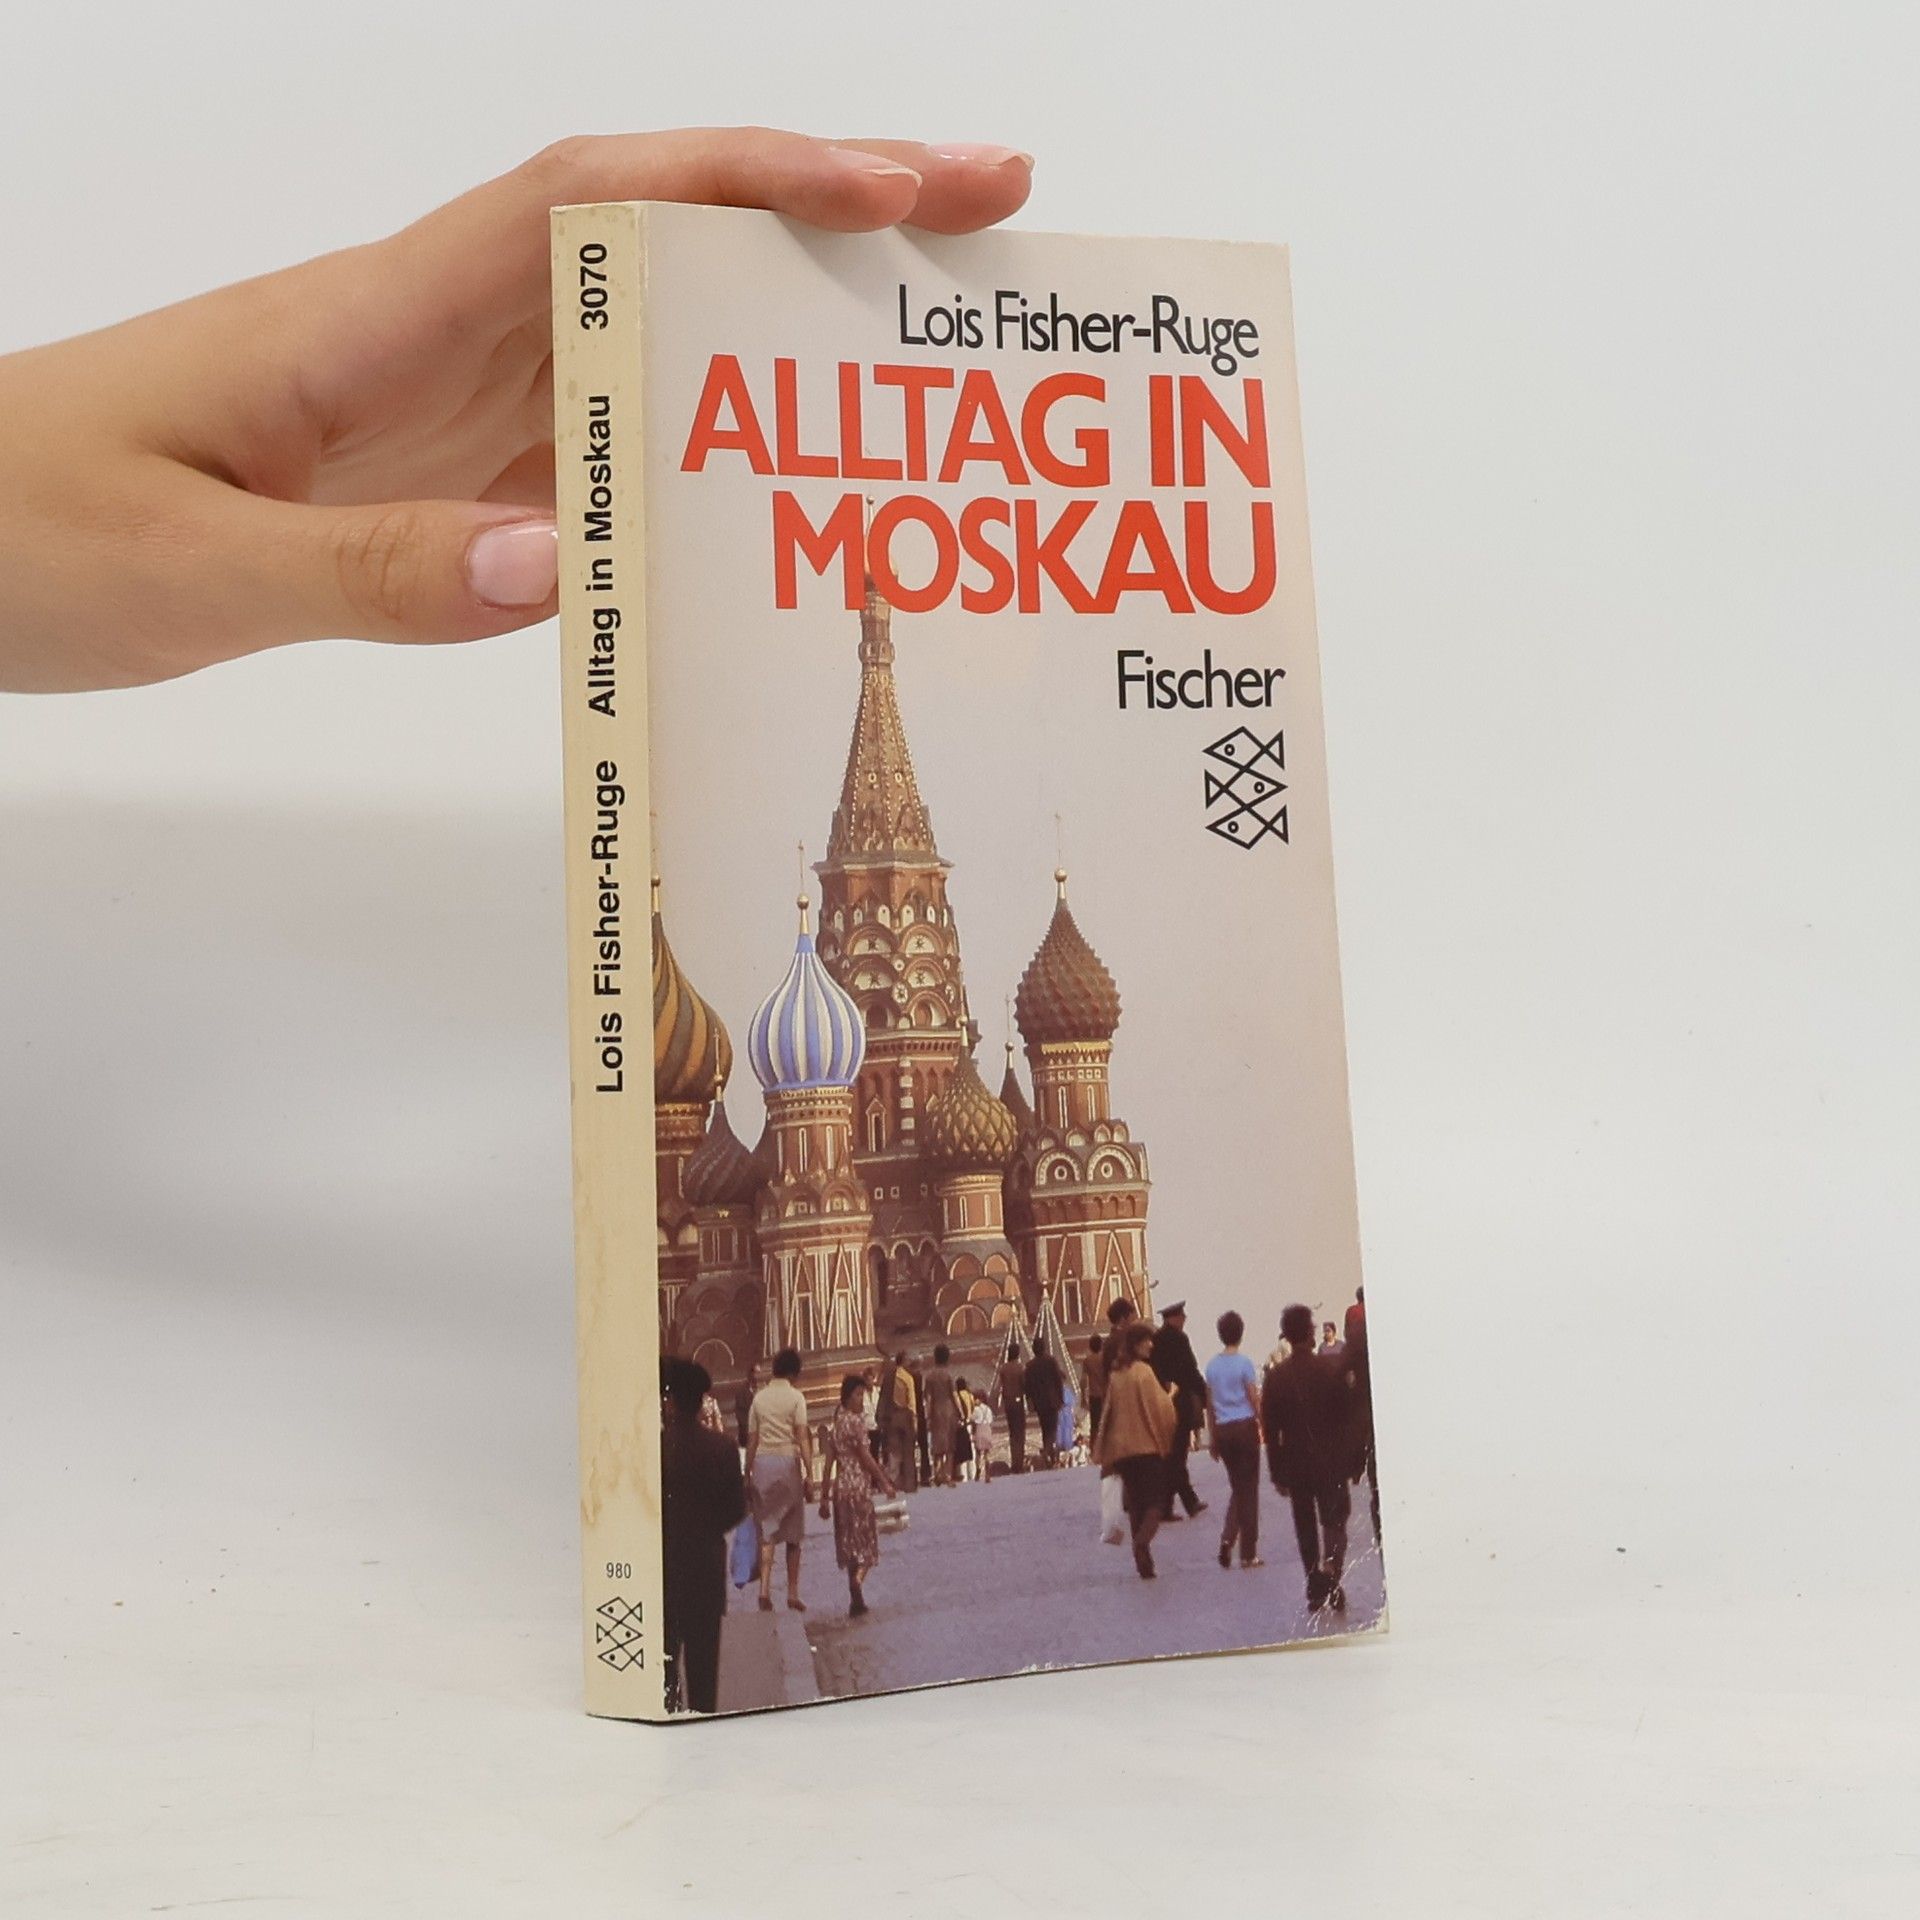 Lois Fisher-Ruge
ALLTAG IN
MOSKAU
Fischer
Lois Fisher-Ruge Alltag in Moskau 3070
980